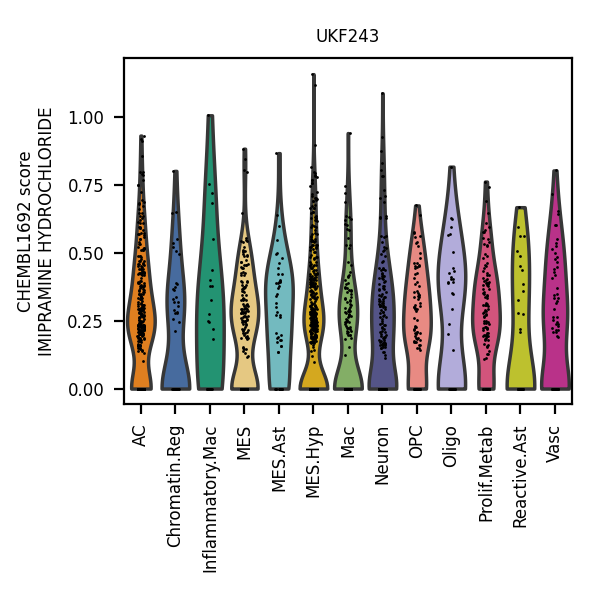 UKF243
CHEMBL1692 score
IMIPRAMINE HYDROCHLORIDE
1.00
0.75
0.50
0.25
0.00
AC
Chromatin.Reg
Inflammatory.Mac
MES
MES.Ast
MES.Hyp
Mac
Neuron
OPC
Oligo
Prolif.Metab
Reactive.Ast
Vasc